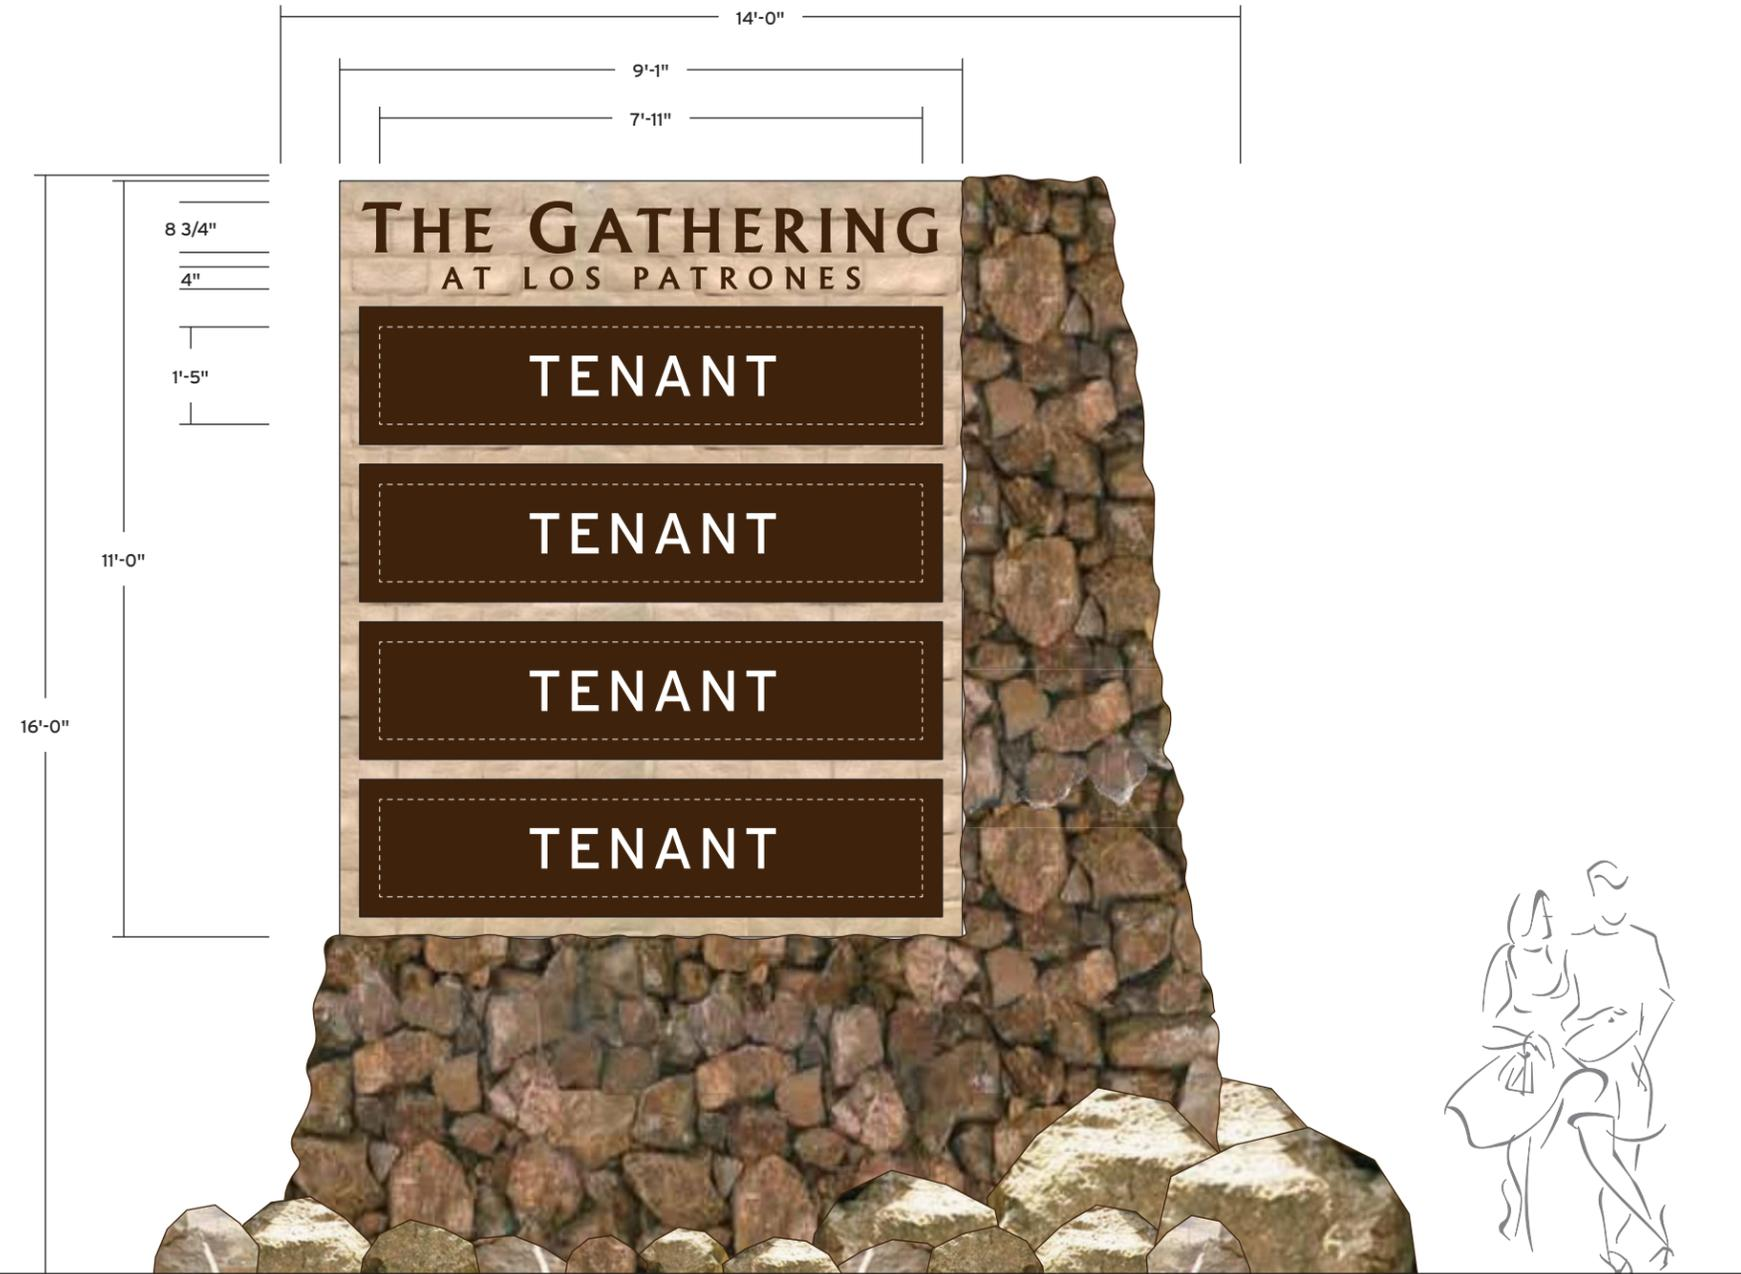 14'-0"
9'-1"
7'-11"
8 3/4"
4"
1'-5"
11'-0"
16'-0"
THE GATHERING
AT LOS PATRONES
TENANT
TENANT
TENANT
TENANT